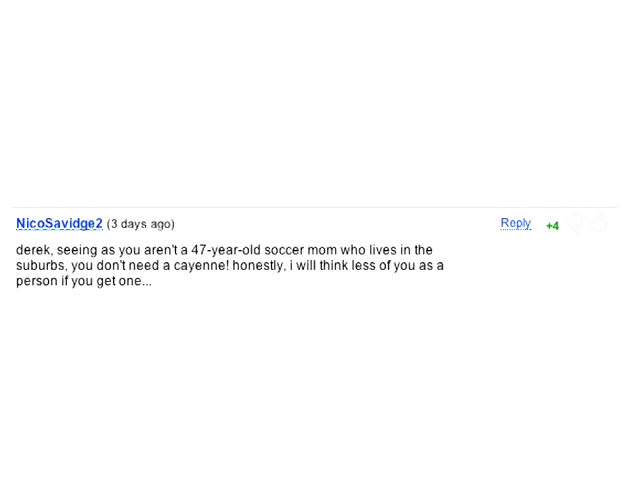 NicoSavidge2 (3 days ago) Reply +4
derek, seeing as you aren't a 47-year-old soccer mom who lives in the
suburbs, you don't need a cayenne! honestly, i will think less of you as a
person if you get one...